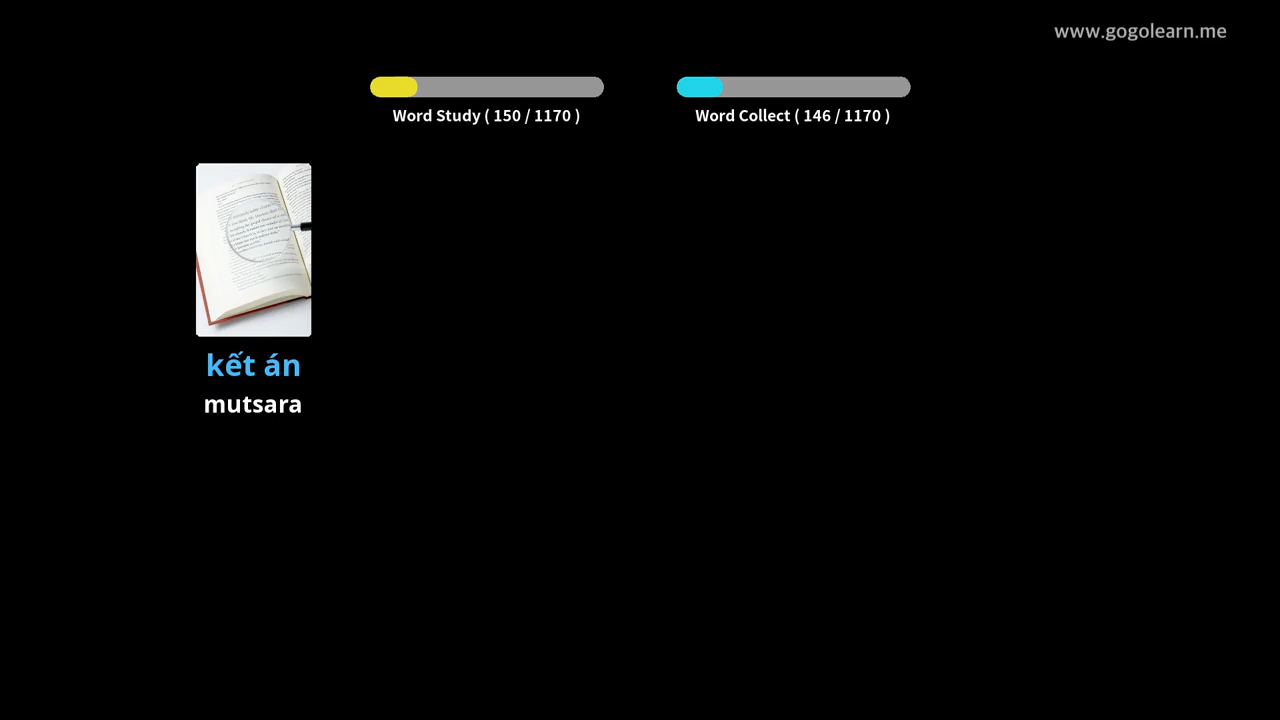 www.gogolearn.me
Word Study ( 150 / 1170 )
Word Collect ( 146 / 1170 )
kết án
mutsara